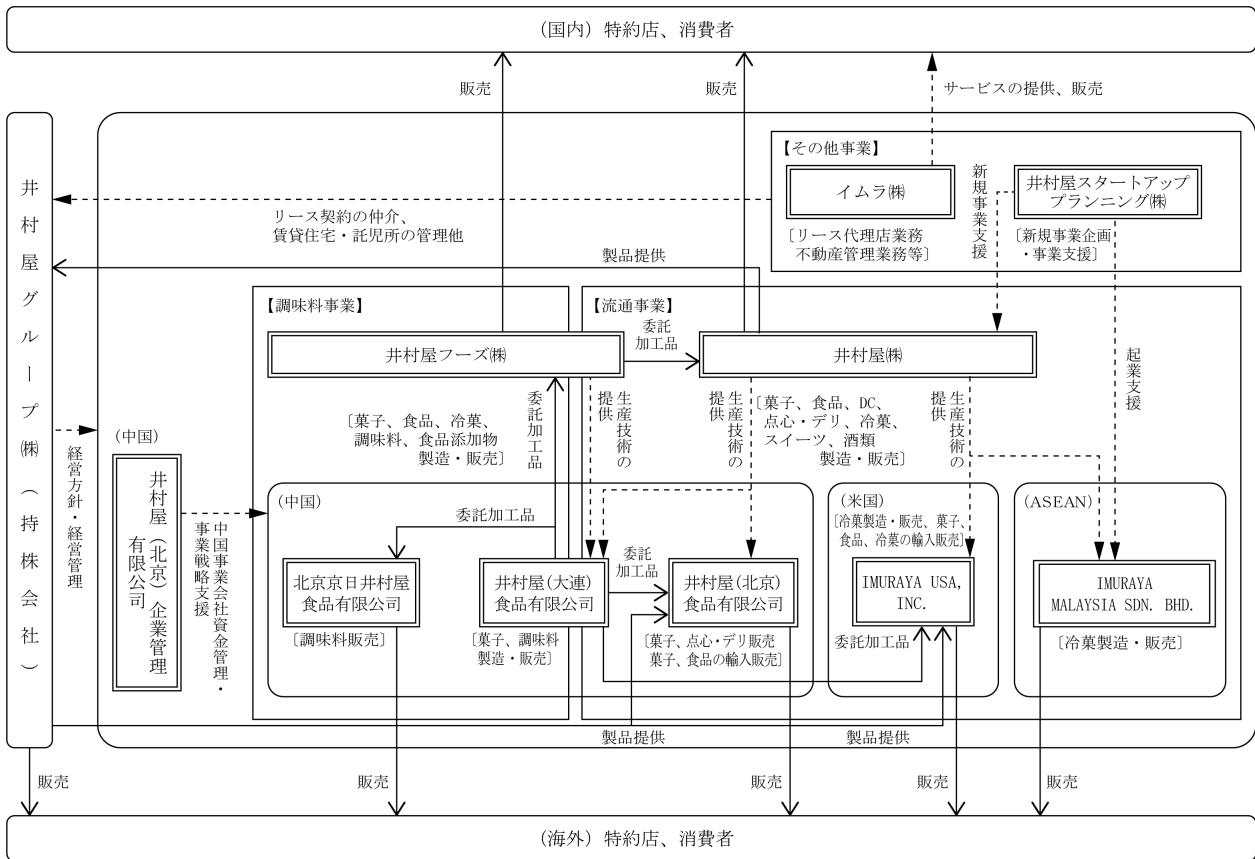 （国内）特約店、消費者
販売
販売
サービスの提供、販売
井村屋グループ㈱（持株会社）
【その他事業】
イムラ㈱
〔リース代理店業務
不動産管理業務等〕
新規事業支援
井村屋スタートアップ
プランニング㈱
〔新規事業企画
・事業支援〕
リース契約の仲介、
賃貸住宅・託児所の管理他
製品提供
【調味料事業】
【流通事業】
井村屋フーズ㈱
委託
加工品
井村屋㈱
起業支援
〔菓子、食品、冷菓、
調味料、食品添加物
製造・販売〕
委託加工品
生産技術の
提供
生産技術の
提供
〔菓子、食品、DC、
点心・デリ、冷菓、
スイーツ、酒類
製造・販売〕
生産技術の
提供
経営方針・経営管理
（中国）
井村屋（北京）企業管理
有限公司
中国事業会社資金管理・
事業戦略支援
（中国）
委託加工品
北京京日井村屋
食品有限公司
〔調味料販売〕
井村屋(大連)
食品有限公司
〔菓子、調味料
製造・販売〕
委託
加工品
井村屋(北京)
食品有限公司
〔菓子、点心・デリ販売
菓子、食品の輸入販売〕
（米国）
〔冷菓製造・販売、菓子、
食品、冷菓の輸入販売〕
IMURAYA USA,
INC.
委託加工品
（ASEAN）
IMURAYA
MALAYSIA SDN. BHD.
〔冷菓製造・販売〕
製品提供
製品提供
販売
販売
販売
販売
販売
（海外）特約店、消費者